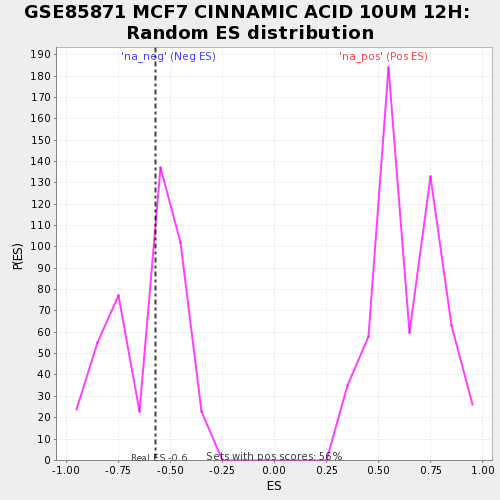 GSE85871 MCF7 CINNAMIC ACID 10UM 12H:
Random ES distribution
'na_neg' (Neg ES)
'na_pos' (Pos ES)
190
180
170
160
150
140
130
120
110
100
90
80
70
60
50
40
30
20
10
0
P(ES)
Real ES -0.6
Sets with pos scores: 56%
-1.00 -0.75 -0.50 -0.25 0.00 0.25 0.50 0.75 1.00
ES